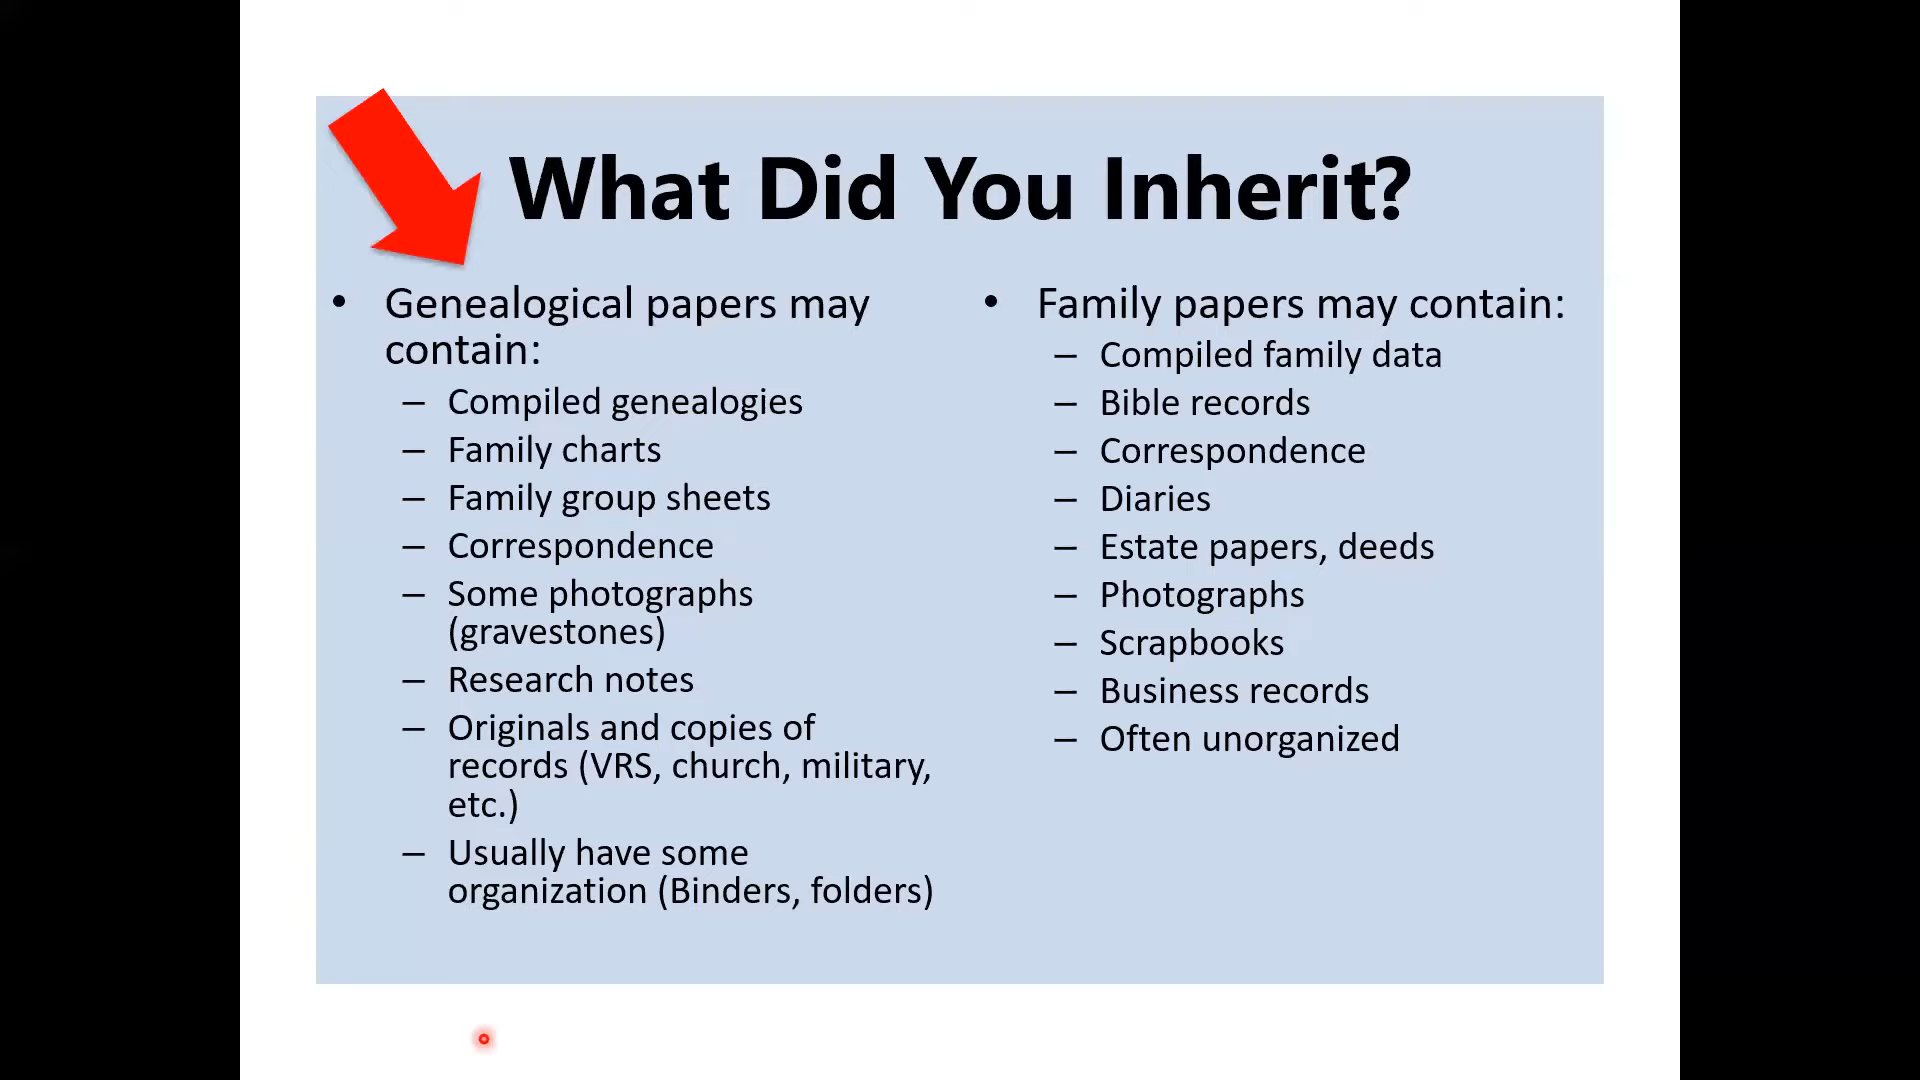 What Did You Inherit?
• Genealogical papers may
contain:
– Compiled genealogies
– Family charts
– Family group sheets
– Correspondence
– Some photographs
(gravestones)
– Research notes
– Originals and copies of
records (VRS, church, military,
etc.)
– Usually have some
organization (Binders, folders)
• Family papers may contain:
– Compiled family data
– Bible records
– Correspondence
– Diaries
– Estate papers, deeds
– Photographs
– Scrapbooks
– Business records
– Often unorganized